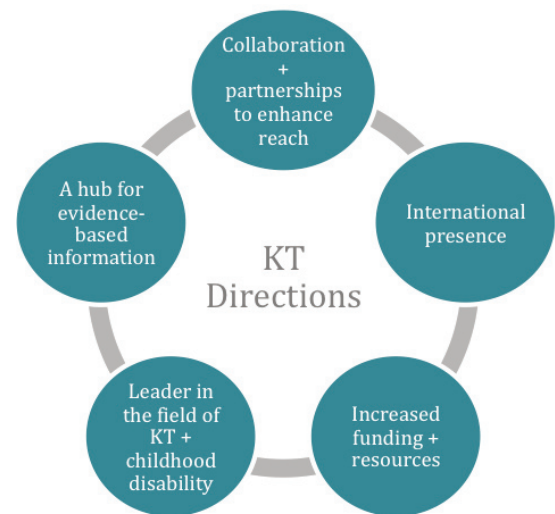 Collaboration
+
partnerships
to enhance
reach
International
presence
Increased
funding +
resources
Leader in
the field of
KT +
childhood
disability
A hub for
evidence-
based
information
KT
Directions